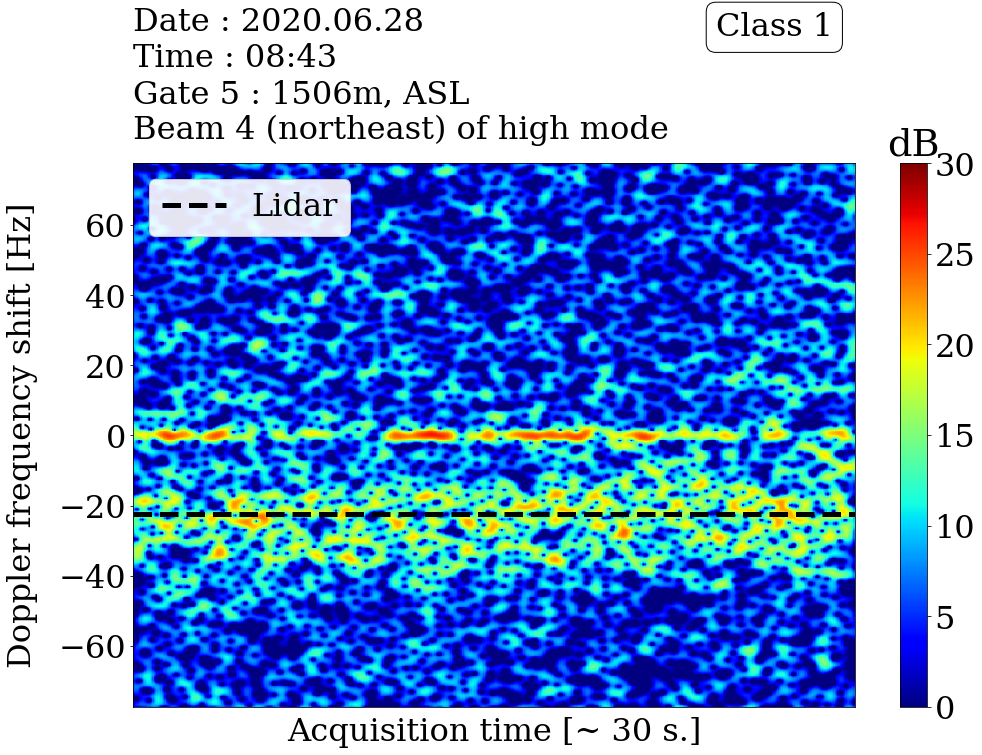 Date : 2020.06.28
Time : 08:43
Gate 5 : 1506m, ASL
Beam 4 (northeast) of high mode
Class 1
dB
Lidar
Doppler frequency shift [Hz]
60
40
20
0
−20
−40
−60
30
25
20
15
10
5
0
Acquisition time [~ 30 s.]